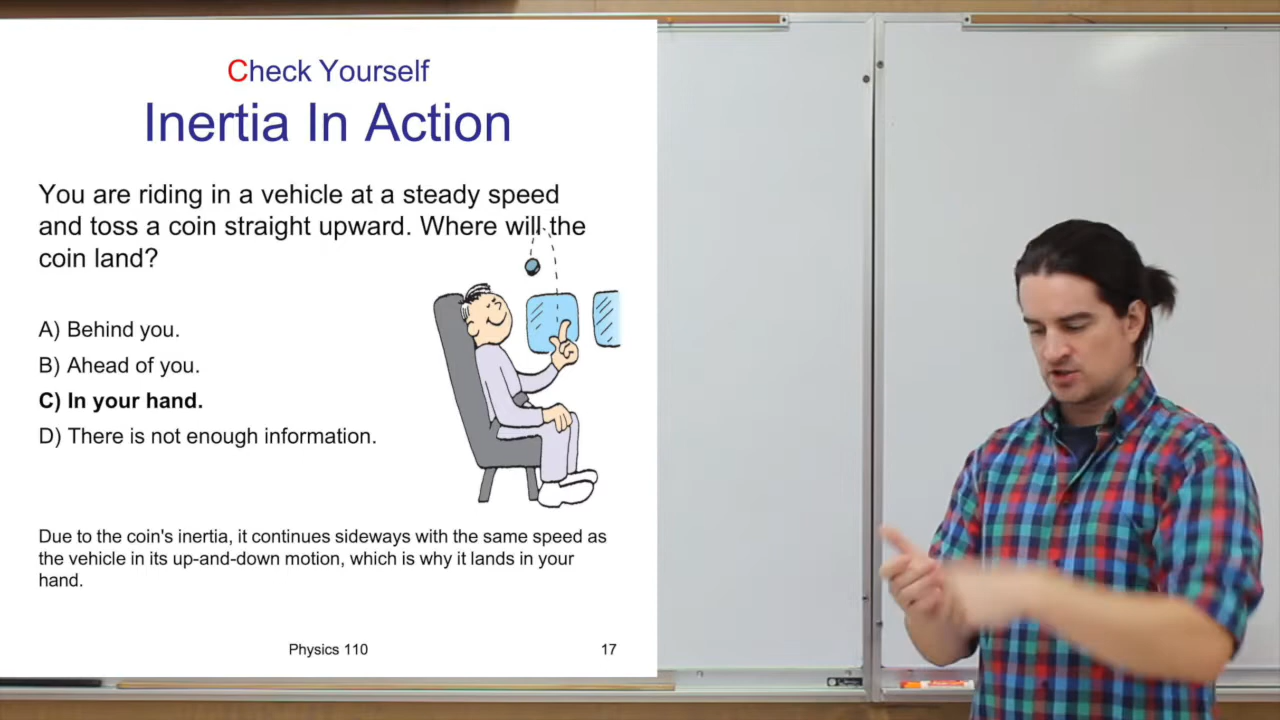 Check Yourself
Inertia In Action
You are riding in a vehicle at a steady speed
and toss a coin straight upward. Where will the
coin land?
A) Behind you.
B) Ahead of you.
C) In your hand.
D) There is not enough information.
Due to the coin's inertia, it continues sideways with the same speed as
the vehicle in its up-and-down motion, which is why it lands in your
hand.
Physics 110
17